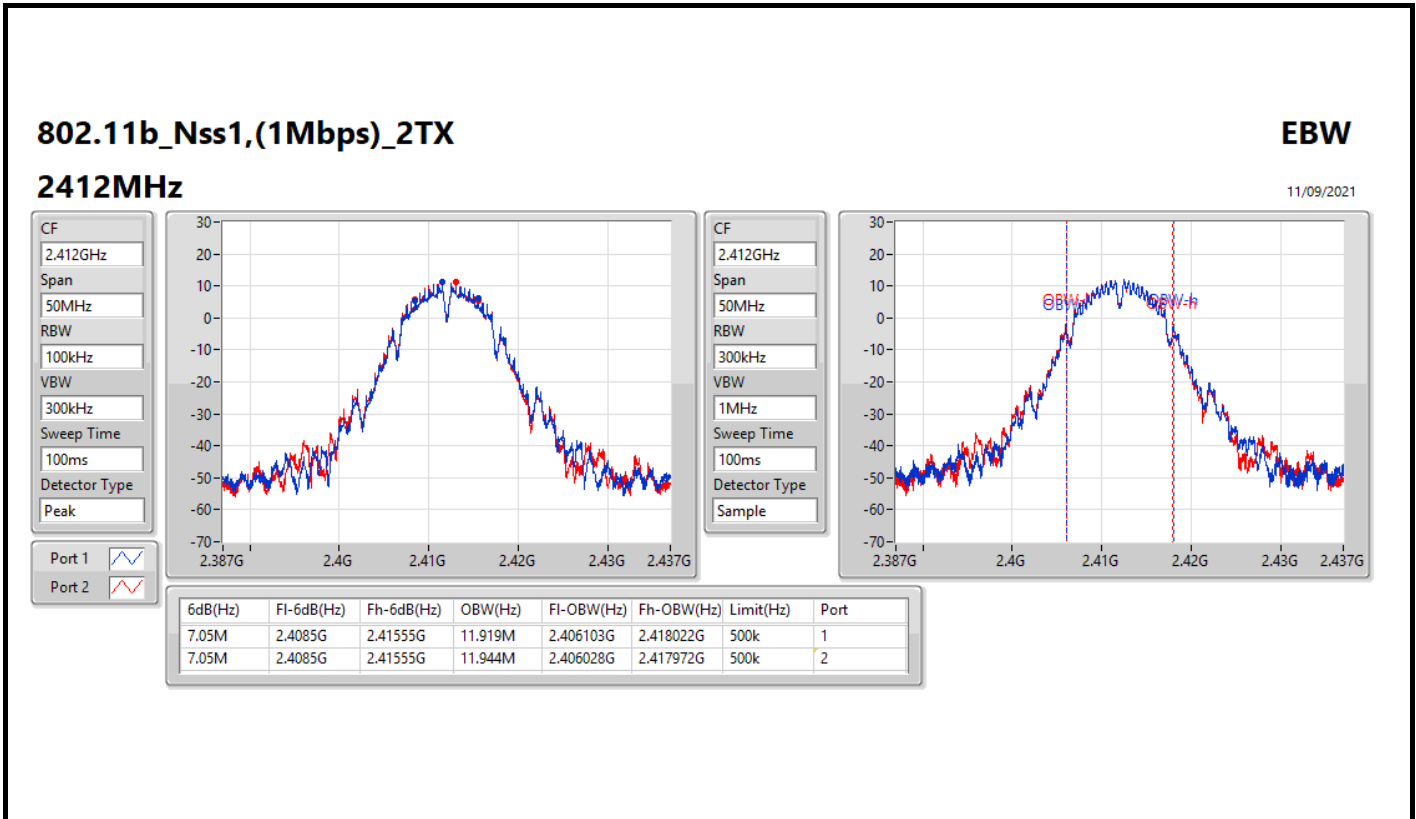 802.11b_Nss1,(1Mbps)_2TX
EBW
2412MHz
11/09/2021
CF
2.412GHz
Span
50MHz
RBW
100kHz
VBW
300kHz
Sweep Time
100ms
Detector Type
Peak
Port 1
Port 2
30
20
10
0
-10
-20
-30
-40
-50
-60
-70
2.387G 2.4G 2.41G 2.42G 2.43G 2.437G
CF
2.412GHz
Span
50MHz
RBW
300kHz
VBW
1MHz
Sweep Time
100ms
Detector Type
Sample
30
20
10
0
-10
-20
-30
-40
-50
-60
-70
OBW-h
2.387G 2.4G 2.41G 2.42G 2.43G 2.437G
6dB(Hz) Fl-6dB(Hz) Fh-6dB(Hz) OBW(Hz) Fl-OBW(Hz) Fh-OBW(Hz) Limit(Hz) Port
7.05M 2.4085G 2.41555G 11.919M 2.406103G 2.418022G 500k 1
7.05M 2.4085G 2.41555G 11.944M 2.406028G 2.417972G 500k 2